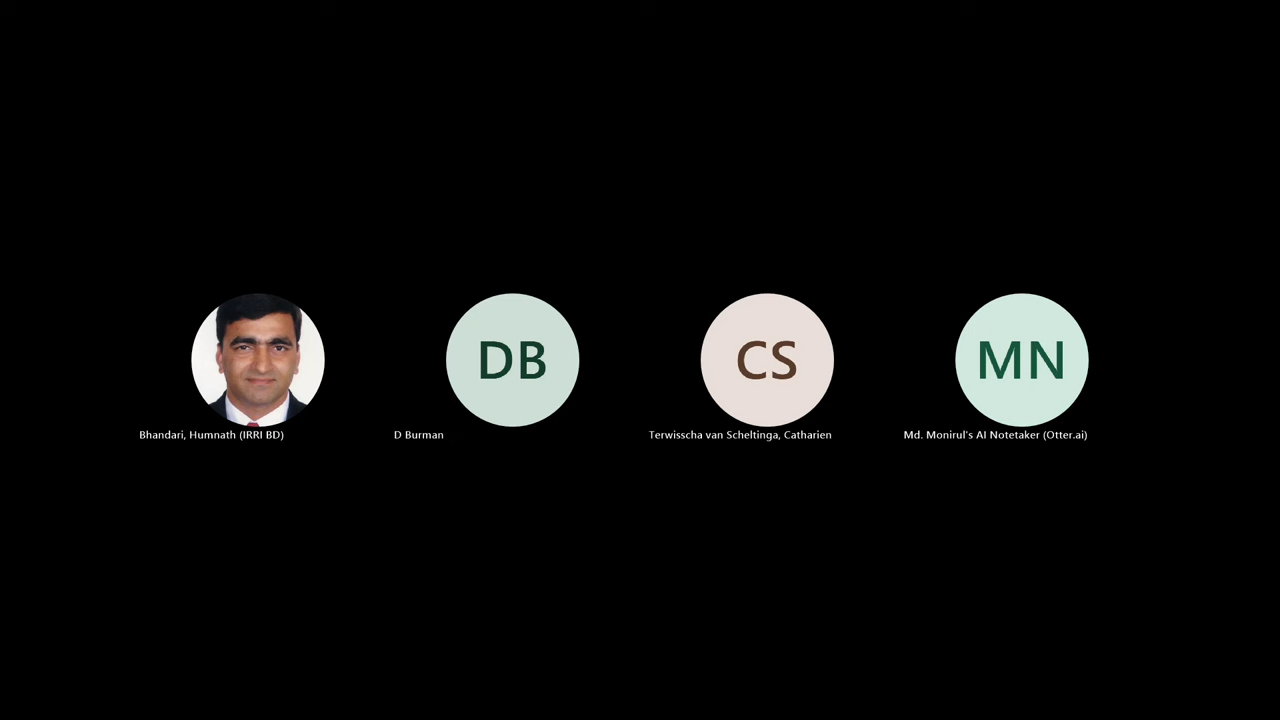 DB
CS
MN
Bhandari, Humnath (IRRI BD)
D Burman
Terwisscha van Scheltinga, Catharien
Md. Monirul's AI Notetaker (Otter.ai)